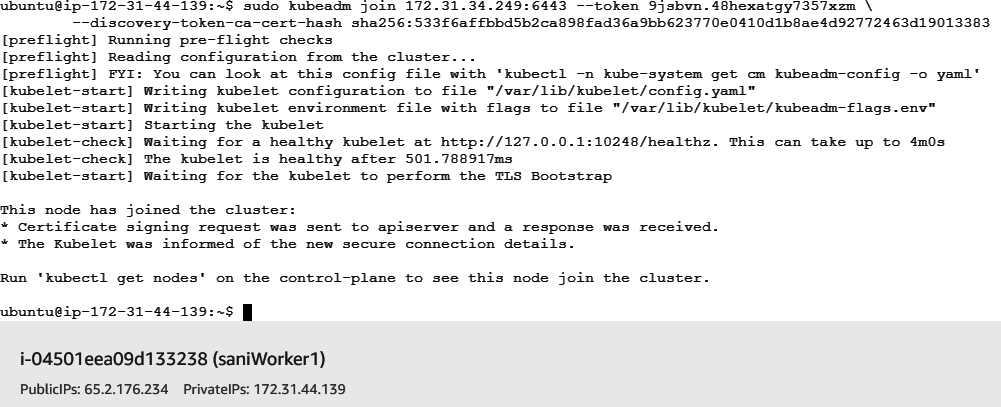 ubuntu@ip-172-31-44-139:~$ sudo kubeadm join 172.31.34.249:6443 --token 9jsbvn.48hexatgy7357xzm \
        --discovery-token-ca-cert-hash sha256:533f6affbbd5b2ca898fad36a9bb623770e0410d1b8ae4d92772463d19013383
[preflight] Running pre-flight checks
[preflight] Reading configuration from the cluster...
[preflight] FYI: You can look at this config file with 'kubectl -n kube-system get cm kubeadm-config -o yaml'
[kubelet-start] Writing kubelet configuration to file "/var/lib/kubelet/config.yaml"
[kubelet-start] Writing kubelet environment file with flags to file "/var/lib/kubelet/kubeadm-flags.env"
[kubelet-start] Starting the kubelet
[kubelet-check] Waiting for a healthy kubelet at http://127.0.0.1:10248/healthz. This can take up to 4m0s
[kubelet-check] The kubelet is healthy after 501.788917ms
[kubelet-start] Waiting for the kubelet to perform the TLS Bootstrap

This node has joined the cluster:
* Certificate signing request was sent to apiserver and a response was received.
* The Kubelet was informed of the new secure connection details.

Run 'kubectl get nodes' on the control-plane to see this node join the cluster.

ubuntu@ip-172-31-44-139:~$
i-04501eea09d133238 (saniWorker1)
PublicIPs: 65.2.176.234 PrivateIPs: 172.31.44.139